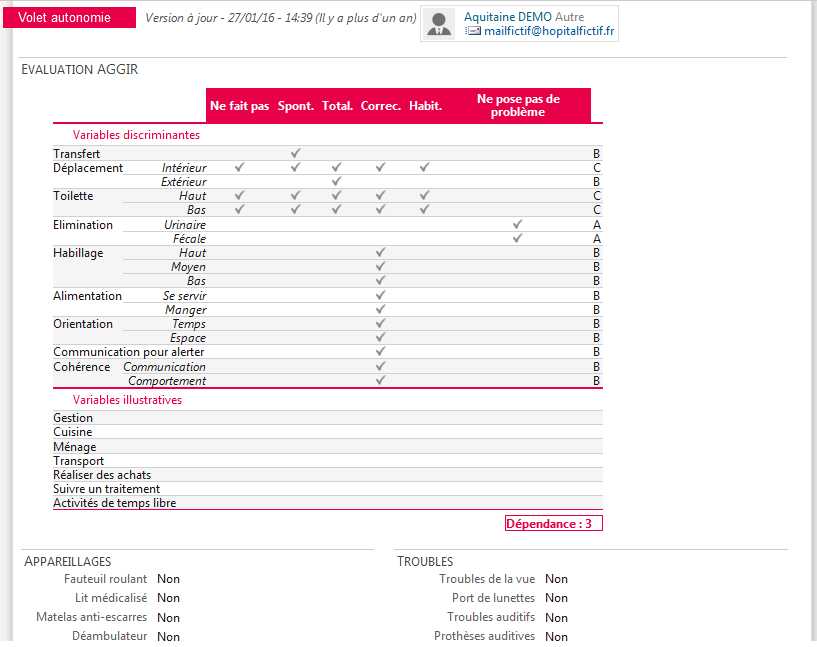 Volet autonomie Version à jour - 27/01/16 - 14:39 (Il y a plus d'un an) Aquitaine DEMO Autre
mailfictif@hopitalfictif.fr
EVALUATION AGGIR
Ne fait pas Spont. Total. Correc. Habit. Ne pose pas de problème
Variables discriminantes
Transfert B
Déplacement Intérieur C
Extérieur B
Toilette Haut C
Bas C
Elimination Urinaire A
Fécale A
Habillage Haut B
Moyen B
Bas B
Alimentation Se servir B
Manger B
Orientation Temps B
Espace B
Communication pour alerter B
Cohérence Communication B
Comportement B
Variables illustratives
Gestion
Cuisine
Ménage
Transport
Réaliser des achats
Suivre un traitement
Activités de temps libre
Dépendance : 3
APPAREILLAGES
Fauteuil roulant Non
Lit médicalisé Non
Matelas anti-escarres Non
Déambulateur Non
TROUBLES
Troubles de la vue Non
Port de lunettes Non
Troubles auditifs Non
Prothèses auditives Non